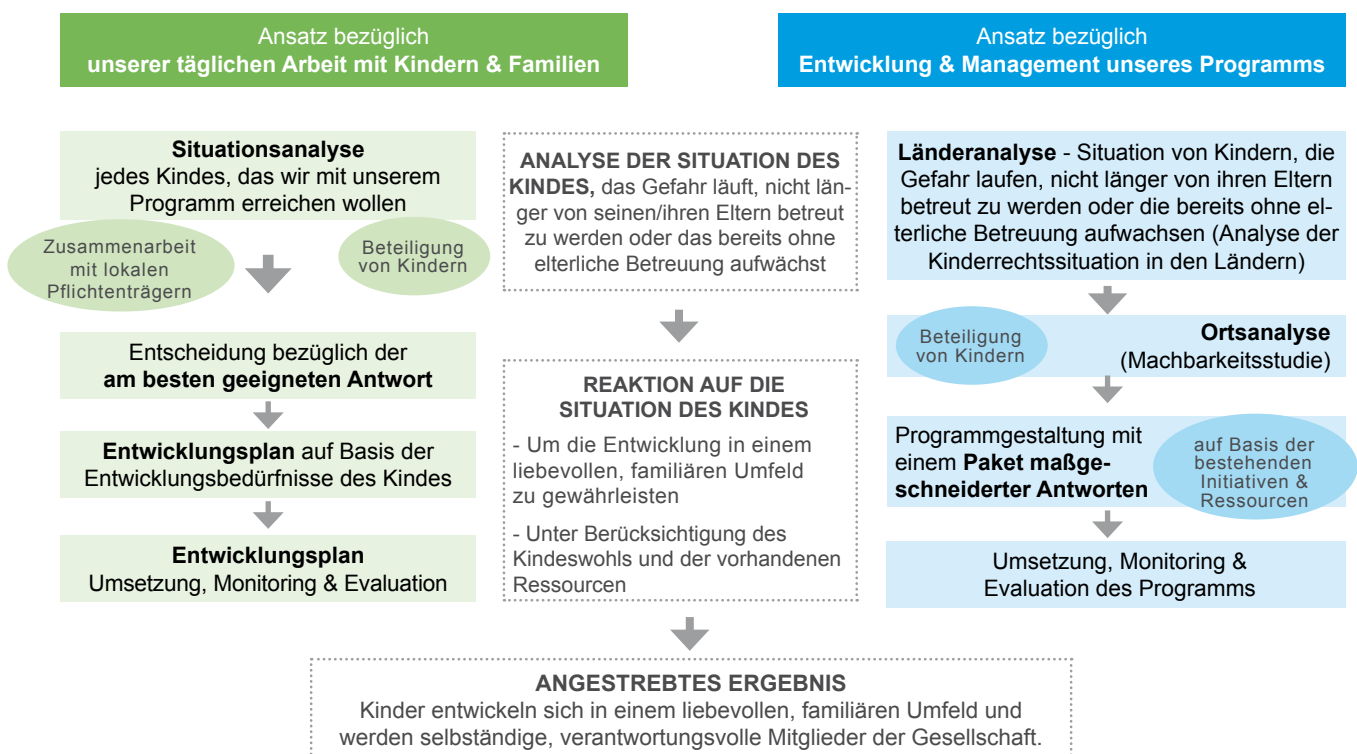 Ansatz bezüglich
unserer täglichen Arbeit mit Kindern & Familien
Ansatz bezüglich
Entwicklung & Management unseres Programms
Situationsanalyse
jedes Kindes, das wir mit unserem
Programm erreichen wollen
Zusammenarbeit
mit lokalen
Pflichtenträgern
Beteiligung
von Kindern
Entscheidung bezüglich der
am besten geeigneten Antwort
Entwicklungsplan auf Basis der
Entwicklungsbedürfnisse des Kindes
Entwicklungsplan
Umsetzung, Monitoring & Evaluation
ANALYSE DER SITUATION DES
KINDES, das Gefahr läuft, nicht län-
ger von seinen/ihren Eltern betreut
zu werden oder das bereits ohne
elterliche Betreuung aufwächst
REAKTION AUF DIE
SITUATION DES KINDES
- Um die Entwicklung in einem
liebevollen, familiären Umfeld
zu gewährleisten
- Unter Berücksichtigung des
Kindeswohls und der vorhandenen
Ressourcen
Länderanalyse - Situation von Kindern, die
Gefahr laufen, nicht länger von ihren Eltern
betreut zu werden oder die bereits ohne el-
terliche Betreuung aufwachsen (Analyse der
Kinderrechtssituation in den Ländern)
Beteiligung
von Kindern
Ortsanalyse
(Machbarkeitsstudie)
Programmgestaltung mit
einem Paket maßge-
schneiderter Antworten
auf Basis der
bestehenden
Initiativen &
Ressourcen
Umsetzung, Monitoring &
Evaluation des Programms
ANGESTREBTES ERGEBNIS
Kinder entwickeln sich in einem liebevollen, familiären Umfeld und
werden selbständige, verantwortungsvolle Mitglieder der Gesellschaft.